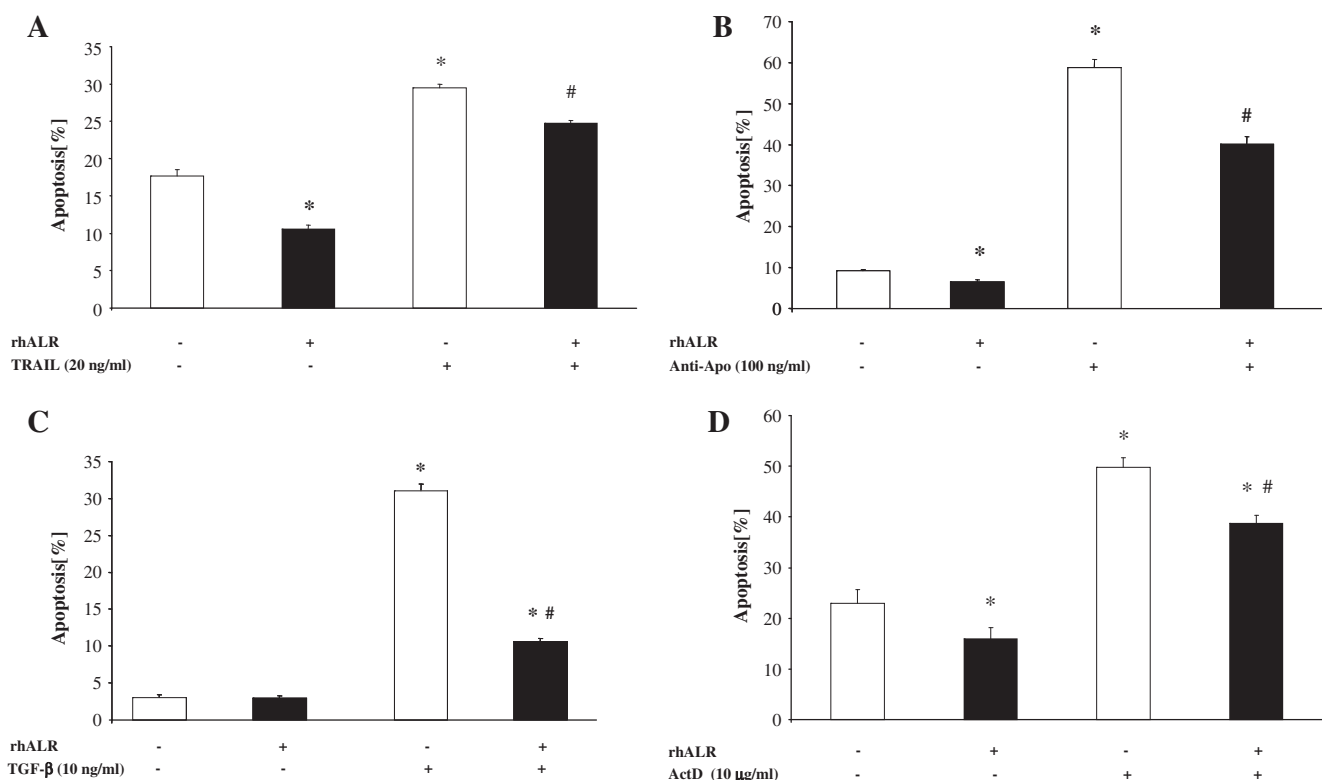 A
Apoptosis[%]
35
30
25
20
15
10
5
0
*
*
#
rhALR - + - +
TRAIL (20 ng/ml) - - + +
B
Apoptosis[%]
70
60
50
40
30
20
10
0
*
*
#
rhALR - + - +
Anti-Apo (100 ng/ml) - - + +
C
Apoptosis[%]
35
30
25
20
15
10
5
0
*
* #
rhALR - + - +
TGF-β (10 ng/ml) - - + +
D
Apoptosis[%]
60
50
40
30
20
10
0
*
*
* #
rhALR - + - +
ActD (10 μg/ml) - - + +